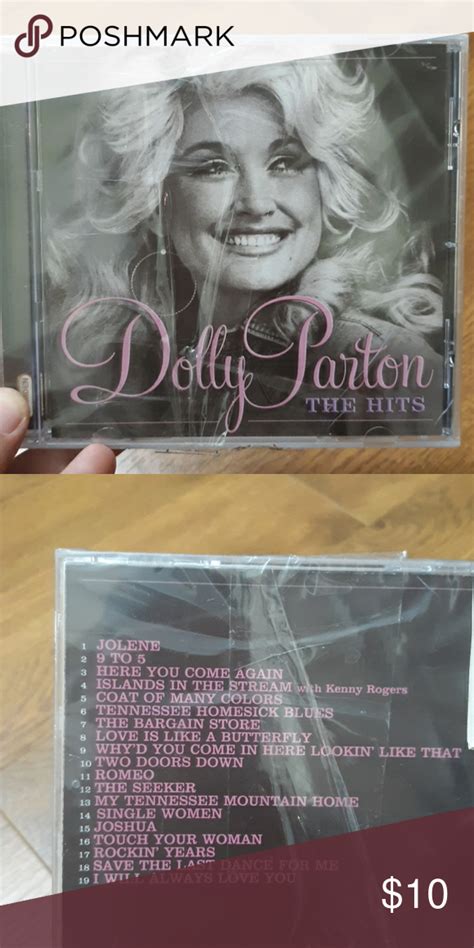 POSHMARK
Dolly Parton
THE HITS
1 JOLENE
2 9 TO 5
3 HERE YOU COME AGAIN
4 ISLANDS IN THE STREAM with Kenny Rogers
5 COAT OF MANY COLORS
6 TENNESSEE HOMESICK BLUES
7 THE BARGAIN STORE
8 LOVE IS LIKE A BUTTERFLY
9 WHY'D YOU COME IN HERE LOOKIN' LIKE THAT
10 TWO DOORS DOWN
11 ROMEO
12 THE SEEKER
13 MY TENNESSEE MOUNTAIN HOME
14 SINGLE WOMEN
15 JOSHUA
16 TOUCH YOUR WOMAN
17 ROCKIN' YEARS
18 SAVE THE LAST DANCE FOR ME
19 I WILL ALWAYS LOVE YOU
$10